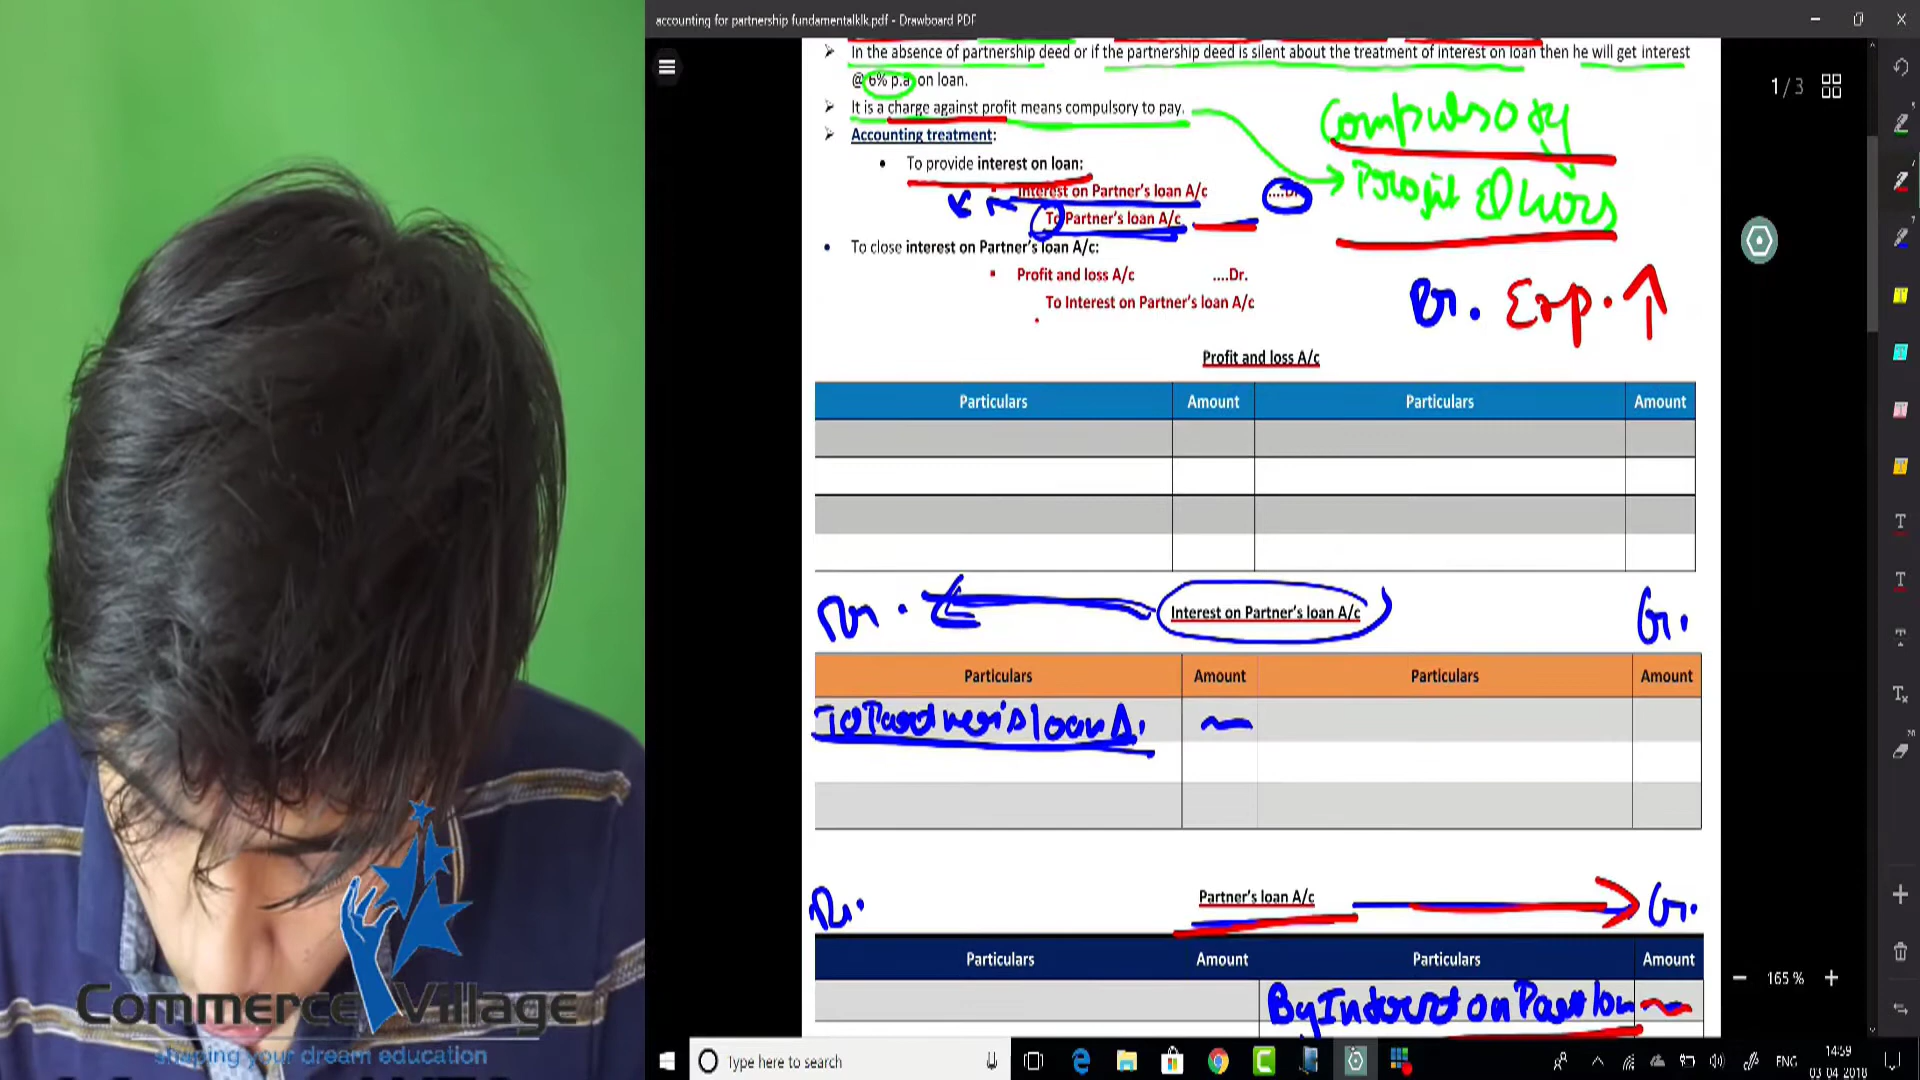 accounting for partnership fundamentalklk.pdf - Drawboard PDF
In the absence of partnership deed or if the partnership deed is silent about the treatment of interest on loan then he will get interest
@ 6% p.a on loan.
It is a charge against profit means compulsory to pay.
Compulsory
Accounting treatment:
To provide interest on loan:
Interest on Partner's loan A/c ....Dr
To Partner's loan A/c
To close interest on Partner's loan A/c:
Profit and loss A/c ....Dr.
To Interest on Partner's loan A/c
Dr. Exp. ↑
1 / 3
Profit and loss A/c
Particulars Amount Particulars Amount
Dr. Interest on Partner's loan A/c Cr.
Particulars Amount Particulars Amount
To Partner's loan A.
Dr. Partner's loan A/c Cr.
Particulars Amount Particulars Amount
By Interest on Part loan
165 %
Commerce Village
shaping your dream education
Type here to search
ENG
14:59
03-04-2018